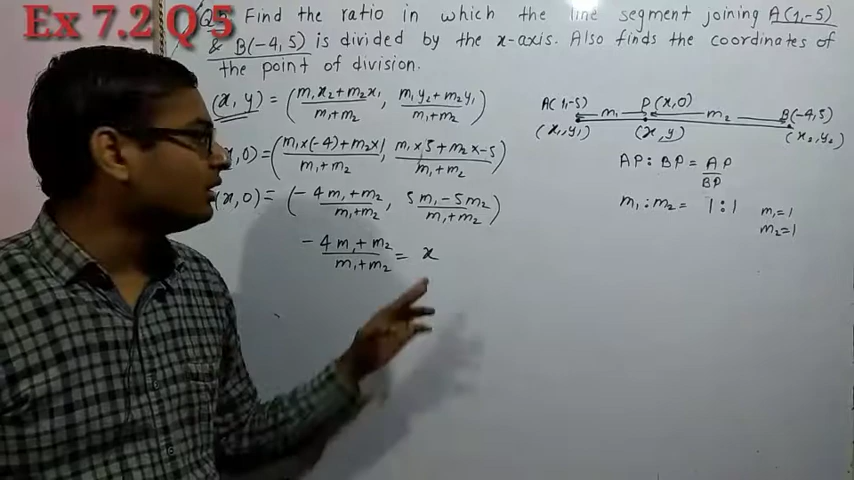 Ex 7.2 Q 5
Find the ratio in which the line segment joining A(1,-5)
& B(-4, 5) is divided by the x-axis. Also finds the coordinates of
the point of division.
(x, y) = (m₁x₂+m₂x₁/m₁+m₂, m₁y₂+m₂y₁/m₁+m₂)
,0) = (m₁×(-4)+m₂×1/m₁+m₂, m₁×5+m₂×-5/m₁+m₂)
(x,0) = (-4m₁+m₂/m₁+m₂, 5m₁-5m₂/m₁+m₂)
-4m₁+m₂/m₁+m₂ = x
A(1,-5) m₁ P(x,0) m₂ B(-4,5)
(x₁,y₁) (x,y) (x₂,y₂)
AP : BP = AP/BP
m₁:m₂ = 1:1
m₁=1
m₂=1